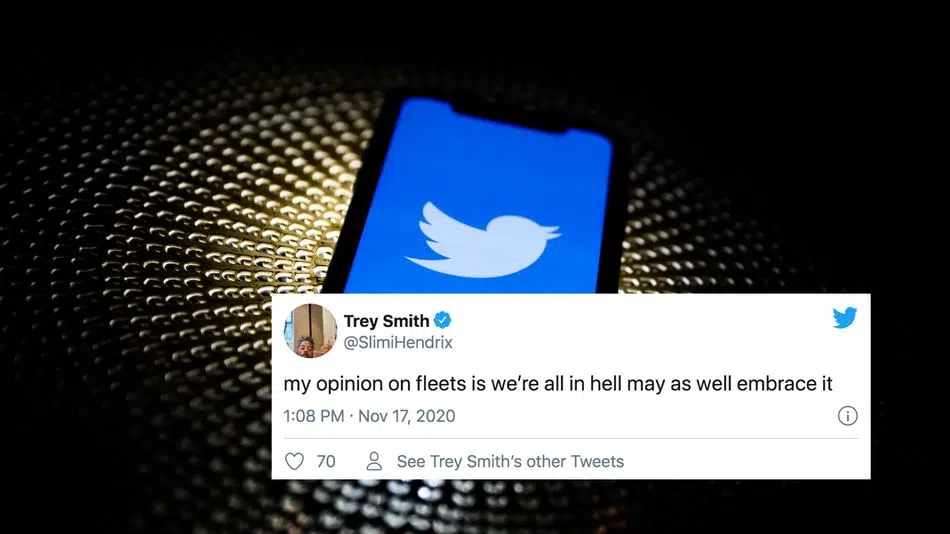 Trey Smith
@SlimiHendrix
my opinion on fleets is we’re all in hell may as well embrace it
1:08 PM · Nov 17, 2020
70
See Trey Smith’s other Tweets